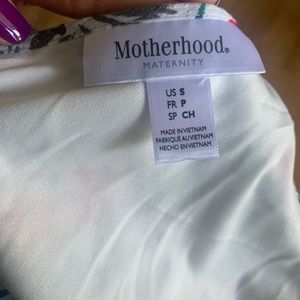 Motherhood®
MATERNITY
US S
FR P
SP CH
MADE IN VIETNAM
FABRIQUÉ AU VIETNAM
HECHO EN VIETNAM